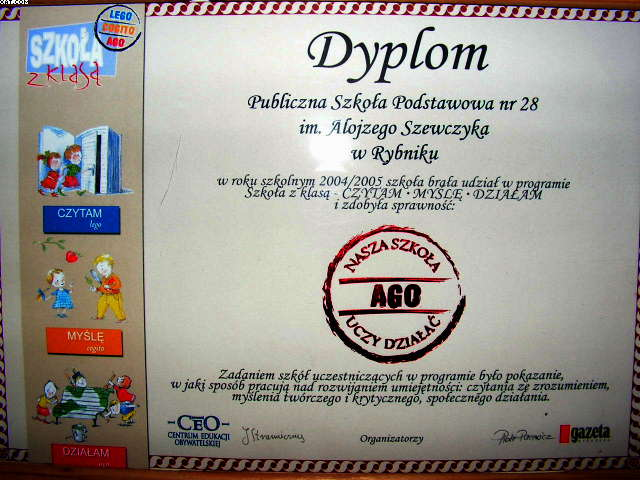 LEGO
COGITO
AGO
SZKOŁA
z klasą
Dyplom
Publiczna Szkoła Podstawowa nr 28
im. Alojzego Szewczyka
w Rybniku
w roku szkolnym 2004/2005 szkoła brała udział w programie
Szkoła z klasą - CZYTAM • MYŚLĘ • DZIAŁAM
i zdobyła sprawność:
CZYTAM
lego
MYŚLĘ
cogito
DZIAŁAM
NASZA SZKOŁA
AGO
UCZY DZIAŁAĆ
Zadaniem szkół uczestniczących w programie było pokazanie,
w jaki sposób pracują nad rozwijaniem umiejętności: czytania ze zrozumieniem,
myślenia twórczego i krytycznego, społecznego działania.
CEO
CENTRUM EDUKACJI
OBYWATELSKIEJ
Organizatorzy
gazeta